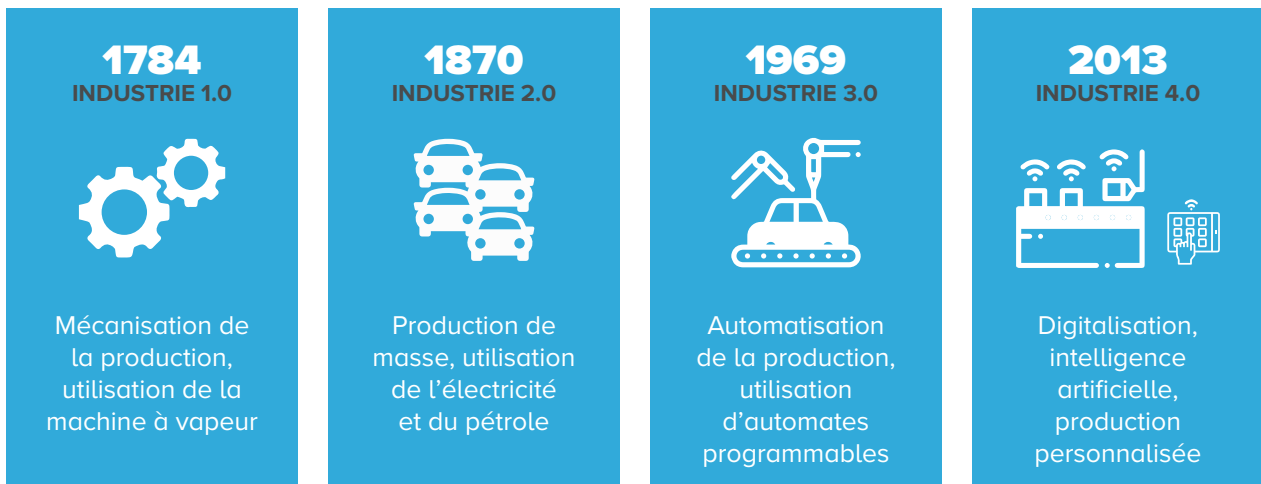 1784
INDUSTRIE 1.0
Mécanisation de
la production,
utilisation de la
machine à vapeur
1870
INDUSTRIE 2.0
Production de
masse, utilisation
de l’électricité
et du pétrole
1969
INDUSTRIE 3.0
Automatisation
de la production,
utilisation
d’automates
programmables
2013
INDUSTRIE 4.0
Digitalisation,
intelligence
artificielle,
production
personnalisée